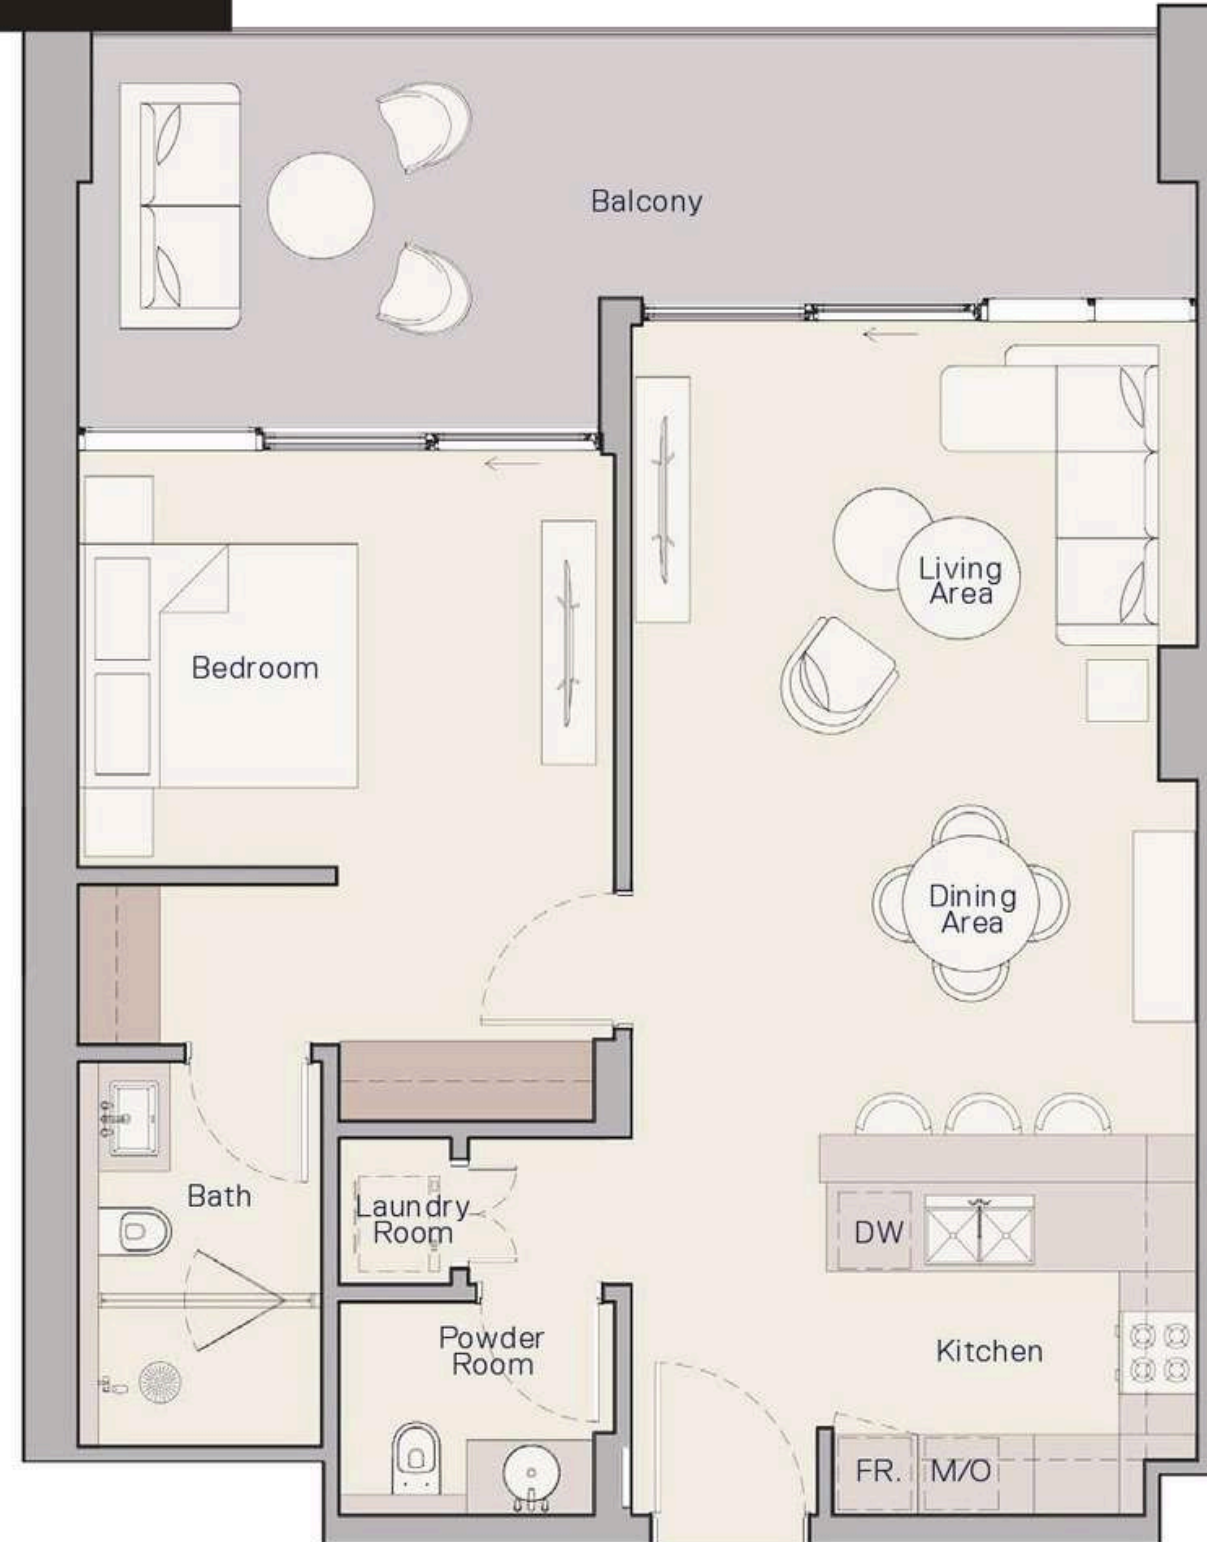 Balcony
Living
Area
Bedroom
Dining
Area
Bath
Laundry
Room
DW
Powder
Room
Kitchen
FR.
M/O